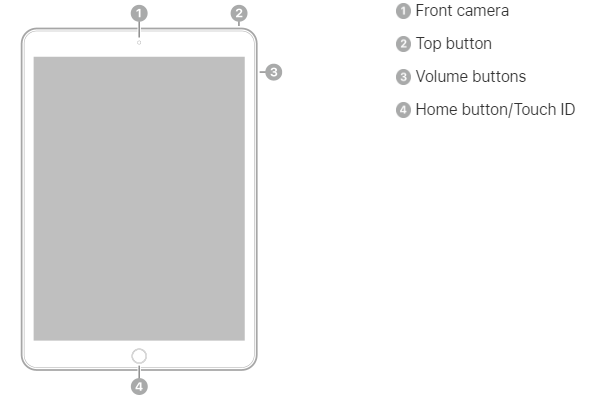 1
2
3
4
1 Front camera
2 Top button
3 Volume buttons
4 Home button/Touch ID